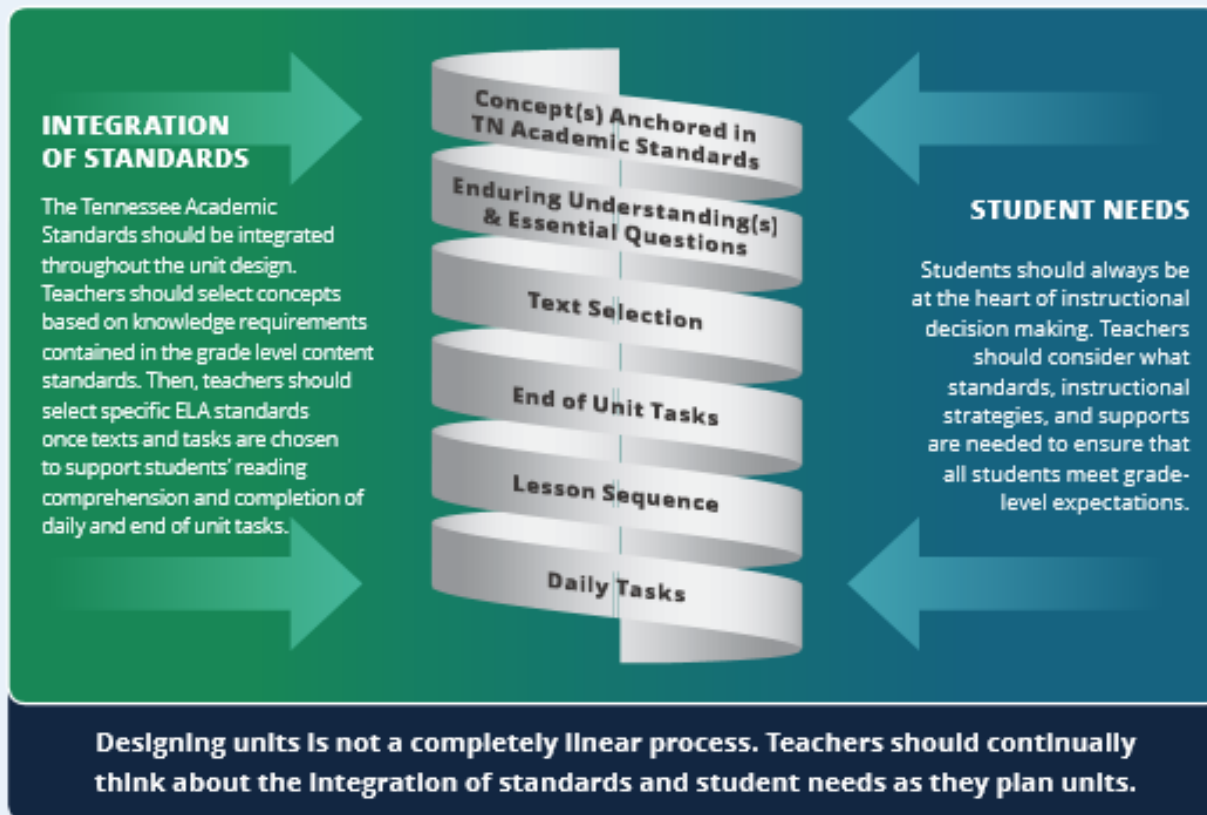 INTEGRATION
OF STANDARDS
The Tennessee Academic
Standards should be integrated
throughout the unit design.
Teachers should select concepts
based on knowledge requirements
contained in the grade level content
standards. Then, teachers should
select specific ELA standards
once texts and tasks are chosen
to support students' reading
comprehension and completion of
daily and end of unit tasks.
Concept(s) Anchored in
TN Academic Standards
Enduring Understanding(s)
& Essential Questions
Text Selection
End of Unit Tasks
Lesson Sequence
Daily Tasks
STUDENT NEEDS
Students should always be
at the heart of instructional
decision making. Teachers
should consider what
standards, instructional
strategies, and supports
are needed to ensure that
all students meet grade-
level expectations.
Designing units is not a completely linear process. Teachers should continually
think about the integration of standards and student needs as they plan units.